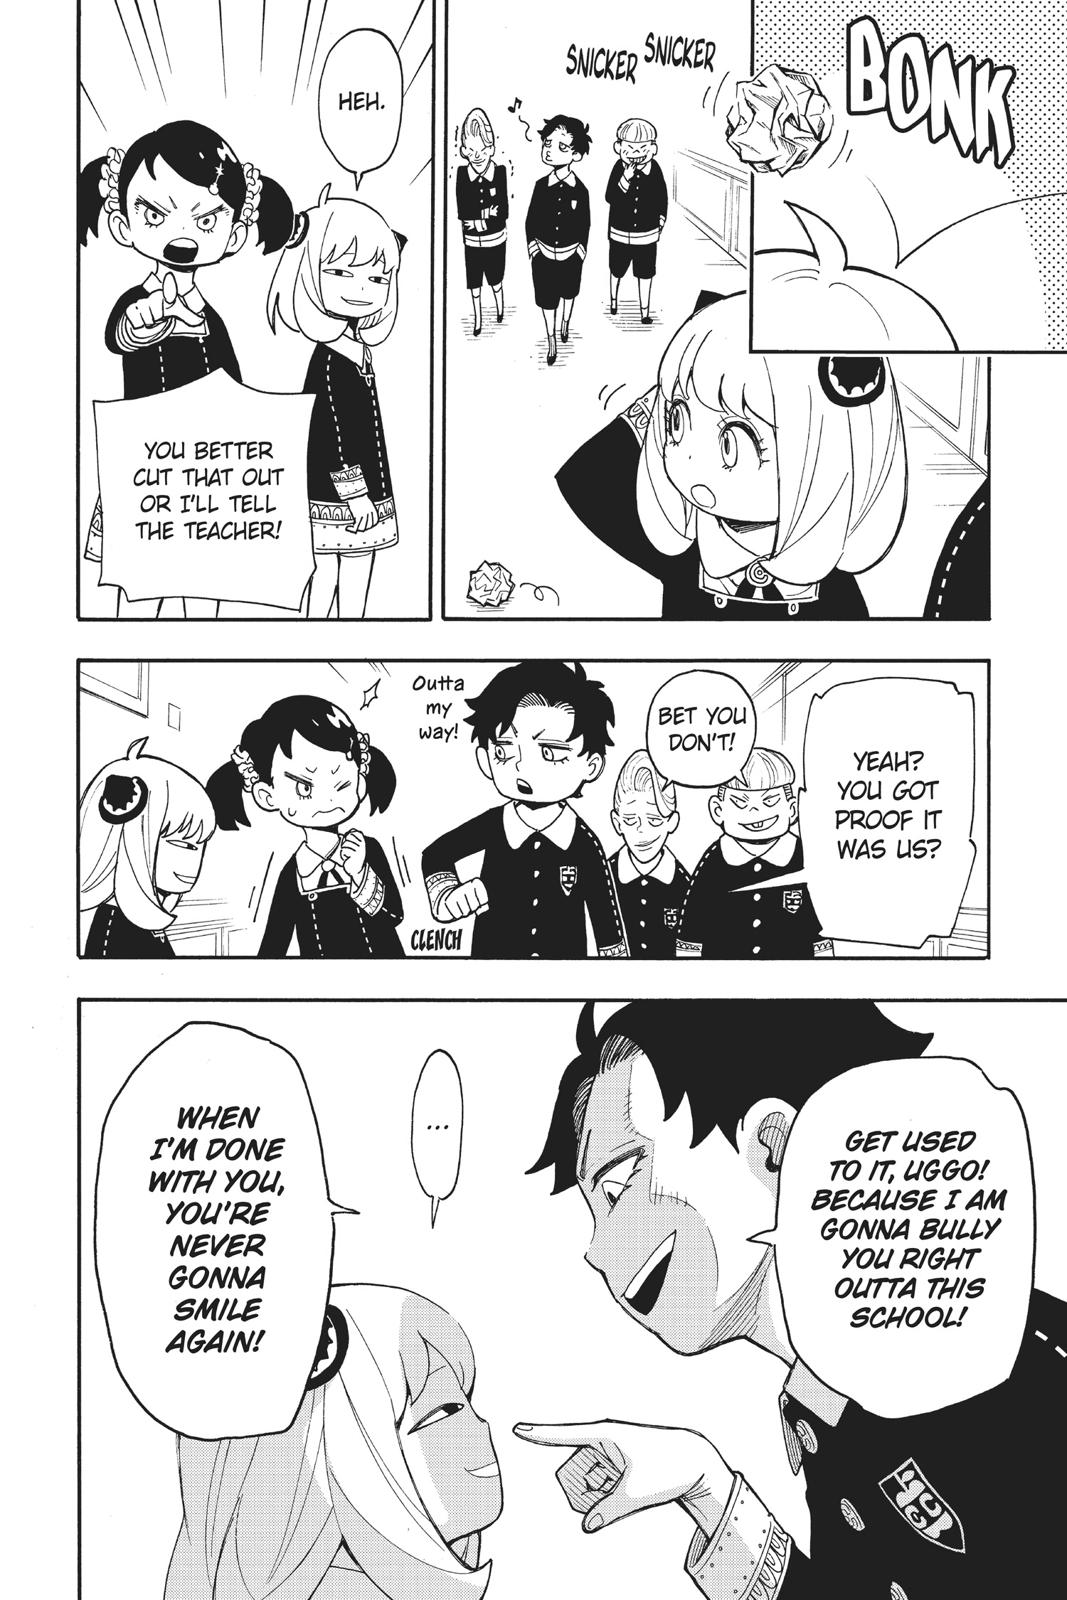 BONK
SNICKER
SNICKER
HEH.
YOU BETTER
CUT THAT OUT
OR I'LL TELL
THE TEACHER!
YEAH?
YOU GOT
PROOF IT
WAS US?
BET YOU
DON'T!
Outta
my
way!
CLENCH
GET USED
TO IT, UGGO!
BECAUSE I AM
GONNA BULLY
YOU RIGHT
OUTTA THIS
SCHOOL!
...
WHEN
I'M DONE
WITH YOU,
YOU'RE
NEVER
GONNA
SMILE
AGAIN!